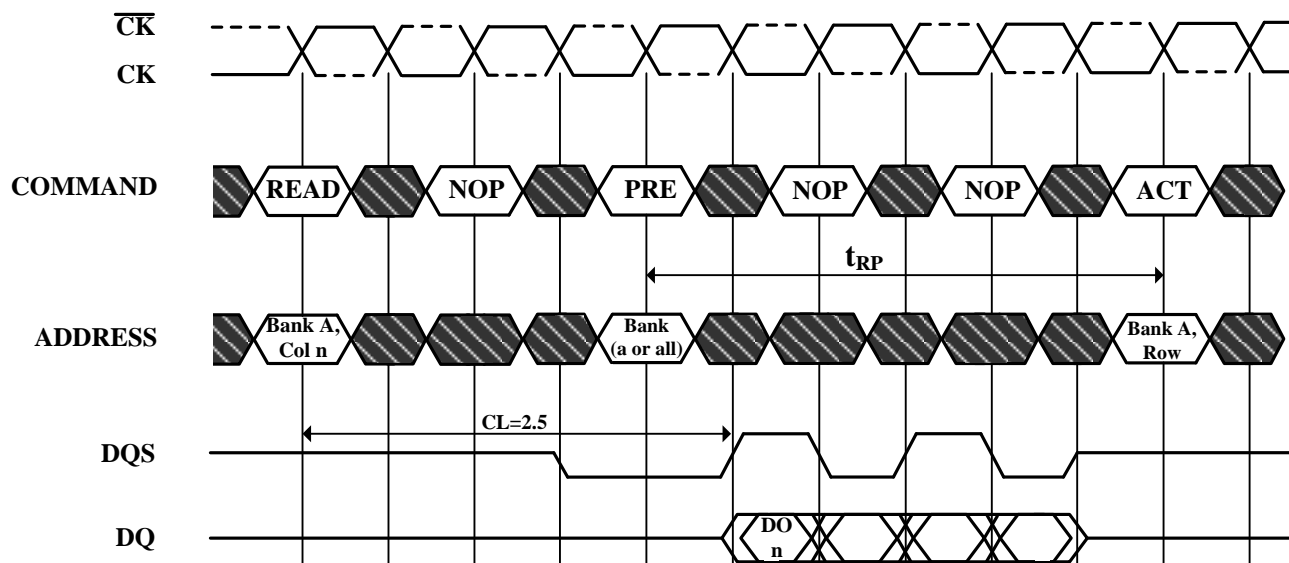 CK
CK
COMMAND
READ
NOP
PRE
NOP
NOP
ACT
tRP
ADDRESS
Bank A,
Col n
Bank
(a or all)
Bank A,
Row
CL=2.5
DQS
DQ
DO
n